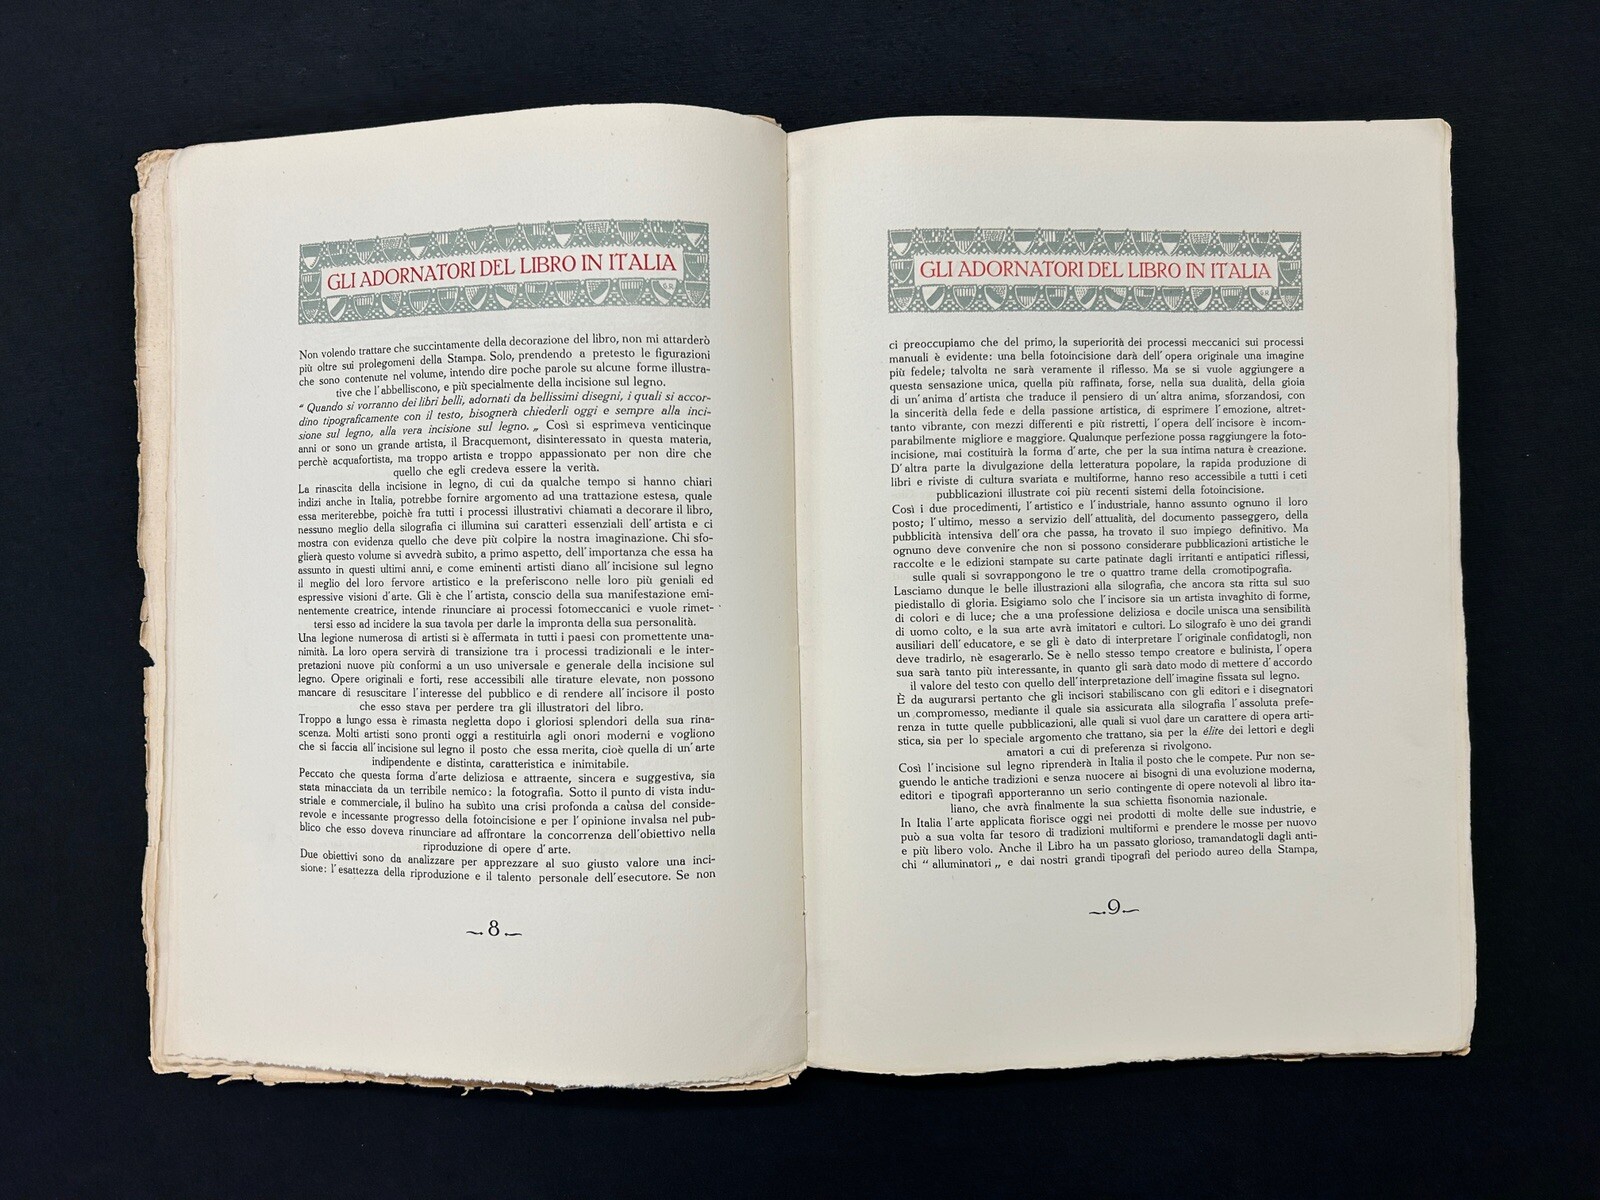 GLI ADORNATORI DEL LIBRO IN ITALIA
Non volendo trattare che succintamente della decorazione del libro, non mi attarderò
più oltre sui prolegomeni della Stampa. Solo, prendendo a pretesto le figurazioni
che sono contenute nel volume, intendo dire poche parole su alcune forme illustra-
tive che l'abbelliscono, e più specialmente della incisione sul legno.
“ Quando si vorranno dei libri belli, adornati da bellissimi disegni, i quali si accor-
dino tipograficamente con il testo, bisognerà chiederli oggi e sempre alla inci-
sione sul legno, alla vera incisione sul legno. „ Così si esprimeva venticinque
anni or sono un grande artista, il Bracquemont, disinteressato in questa materia,
perchè acquafortista, ma troppo artista e troppo appassionato per non dire che
quello che egli credeva essere la verità.
La rinascita della incisione in legno, di cui da qualche tempo si hanno chiari
indizi anche in Italia, potrebbe fornire argomento ad una trattazione estesa, quale
essa meriterebbe, poichè fra tutti i processi illustrativi chiamati a decorare il libro,
nessuno meglio della silografia ci illumina sui caratteri essenziali dell'artista e ci
mostra con evidenza quello che deve più colpire la nostra imaginazione. Chi sfo-
glierà questo volume si avvedrà subito, a primo aspetto, dell'importanza che essa ha
assunto in questi ultimi anni, e come eminenti artisti diano all'incisione sul legno
il meglio del loro fervore artistico e la preferiscono nelle loro più geniali ed
espressive visioni d'arte. Gli è che l'artista, conscio della sua manifestazione emi-
nentemente creatrice, intende rinunciare ai processi fotomeccanici e vuole rimet-
tersi esso ad incidere la sua tavola per darle la impronta della sua personalità.
Una legione numerosa di artisti si è affermata in tutti i paesi con promettente una-
nimità. La loro opera servirà di transizione tra i processi tradizionali e le inter-
pretazioni nuove più conformi a un uso universale e generale della incisione sul
legno. Opere originali e forti, rese accessibili alle tirature elevate, non possono
mancare di resuscitare l'interesse del pubblico e di rendere all'incisore il posto
che esso stava per perdere tra gli illustratori del libro.
Troppo a lungo essa è rimasta negletta dopo i gloriosi splendori della sua rina-
scenza. Molti artisti sono pronti oggi a restituirla agli onori moderni e vogliono
che si faccia all'incisione sul legno il posto che essa merita, cioè quella di un'arte
indipendente e distinta, caratteristica e inimitabile.
Peccato che questa forma d'arte deliziosa e attraente, sincera e suggestiva, sia
stata minacciata da un terribile nemico: la fotografia. Sotto il punto di vista indu-
striale e commerciale, il bulino ha subito una crisi profonda a causa del conside-
revole e incessante progresso della fotoincisione e per l'opinione invalsa nel pub-
blico che esso doveva rinunciare ad affrontare la concorrenza dell'obiettivo nella
riproduzione di opere d'arte.
Due obiettivi sono da analizzare per apprezzare al suo giusto valore una inci-
sione: l'esattezza della riproduzione e il talento personale dell'esecutore. Se non
8
GLI ADORNATORI DEL LIBRO IN ITALIA
ci preoccupiamo che del primo, la superiorità dei processi meccanici sui processi
manuali è evidente: una bella fotoincisione darà dell'opera originale una imagine
più fedele; talvolta ne sarà veramente il riflesso. Ma se si vuole aggiungere a
questa sensazione unica, quella più raffinata, forse, nella sua dualità, della gioia
di un'anima d'artista che traduce il pensiero di un'altra anima, sforzandosi, con
la sincerità della fede e della passione artistica, di esprimere l'emozione, altret-
tanto vibrante, con mezzi differenti e più ristretti, l'opera dell'incisore è incom-
parabilmente migliore e maggiore. Qualunque perfezione possa raggiungere la foto-
incisione, mai costituirà la forma d'arte, che per la sua intima natura è creazione.
D'altra parte la divulgazione della letteratura popolare, la rapida produzione di
libri e riviste di cultura svariata e multiforme, hanno reso accessibile a tutti i ceti
pubblicazioni illustrate coi più recenti sistemi della fotoincisione.
Così i due procedimenti, l'artistico e l'industriale, hanno assunto ognuno il loro
posto; l'ultimo, messo a servizio dell'attualità, del documento passeggero, della
pubblicità intensiva dell'ora che passa, ha trovato il suo impiego definitivo. Ma
ognuno deve convenire che non si possono considerare pubblicazioni artistiche le
raccolte e le edizioni stampate su carte patinate dagli irritanti e antipatici riflessi,
sulle quali si sovrappongono le tre o quattro trame della cromotipografia.
Lasciamo dunque le belle illustrazioni alla silografia, che ancora sta ritta sul suo
piedistallo di gloria. Esigiamo solo che l'incisore sia un artista invaghito di forme,
di colori e di luce; che a una professione deliziosa e docile unisca una sensibilità
di uomo colto, e la sua arte avrà imitatori e cultori. Lo silografo è uno dei grandi
ausiliari dell'educatore, e se gli è dato di interpretare l'originale confidatogli, non
deve tradirlo, nè esagerarlo. Se è nello stesso tempo creatore e bulinista, l'opera
sua sarà tanto più interessante, in quanto gli sarà dato modo di mettere d'accordo
il valore del testo con quello dell'interpretazione dell'imagine fissata sul legno.
È da augurarsi pertanto che gli incisori stabiliscano con gli editori e i disegnatori
un compromesso, mediante il quale sia assicurata alla silografia l'assoluta prefe-
renza in tutte quelle pubblicazioni, alle quali si vuol dare un carattere di opera arti-
stica, sia per lo speciale argomento che trattano, sia per la élite dei lettori e degli
amatori a cui di preferenza si rivolgono.
Così l'incisione sul legno riprenderà in Italia il posto che le compete. Pur non se-
guendo le antiche tradizioni e senza nuocere ai bisogni di una evoluzione moderna,
editori e tipografi apporteranno un serio contingente di opere notevoli al libro ita-
liano, che avrà finalmente la sua schietta fisonomia nazionale.
In Italia l'arte applicata fiorisce oggi nei prodotti di molte delle sue industrie, e
può a sua volta far tesoro di tradizioni multiformi e prendere le mosse per nuovo
e più libero volo. Anche il Libro ha un passato glorioso, tramandatogli dagli anti-
chi “ alluminatori „ e dai nostri grandi tipografi del periodo aureo della Stampa,
9